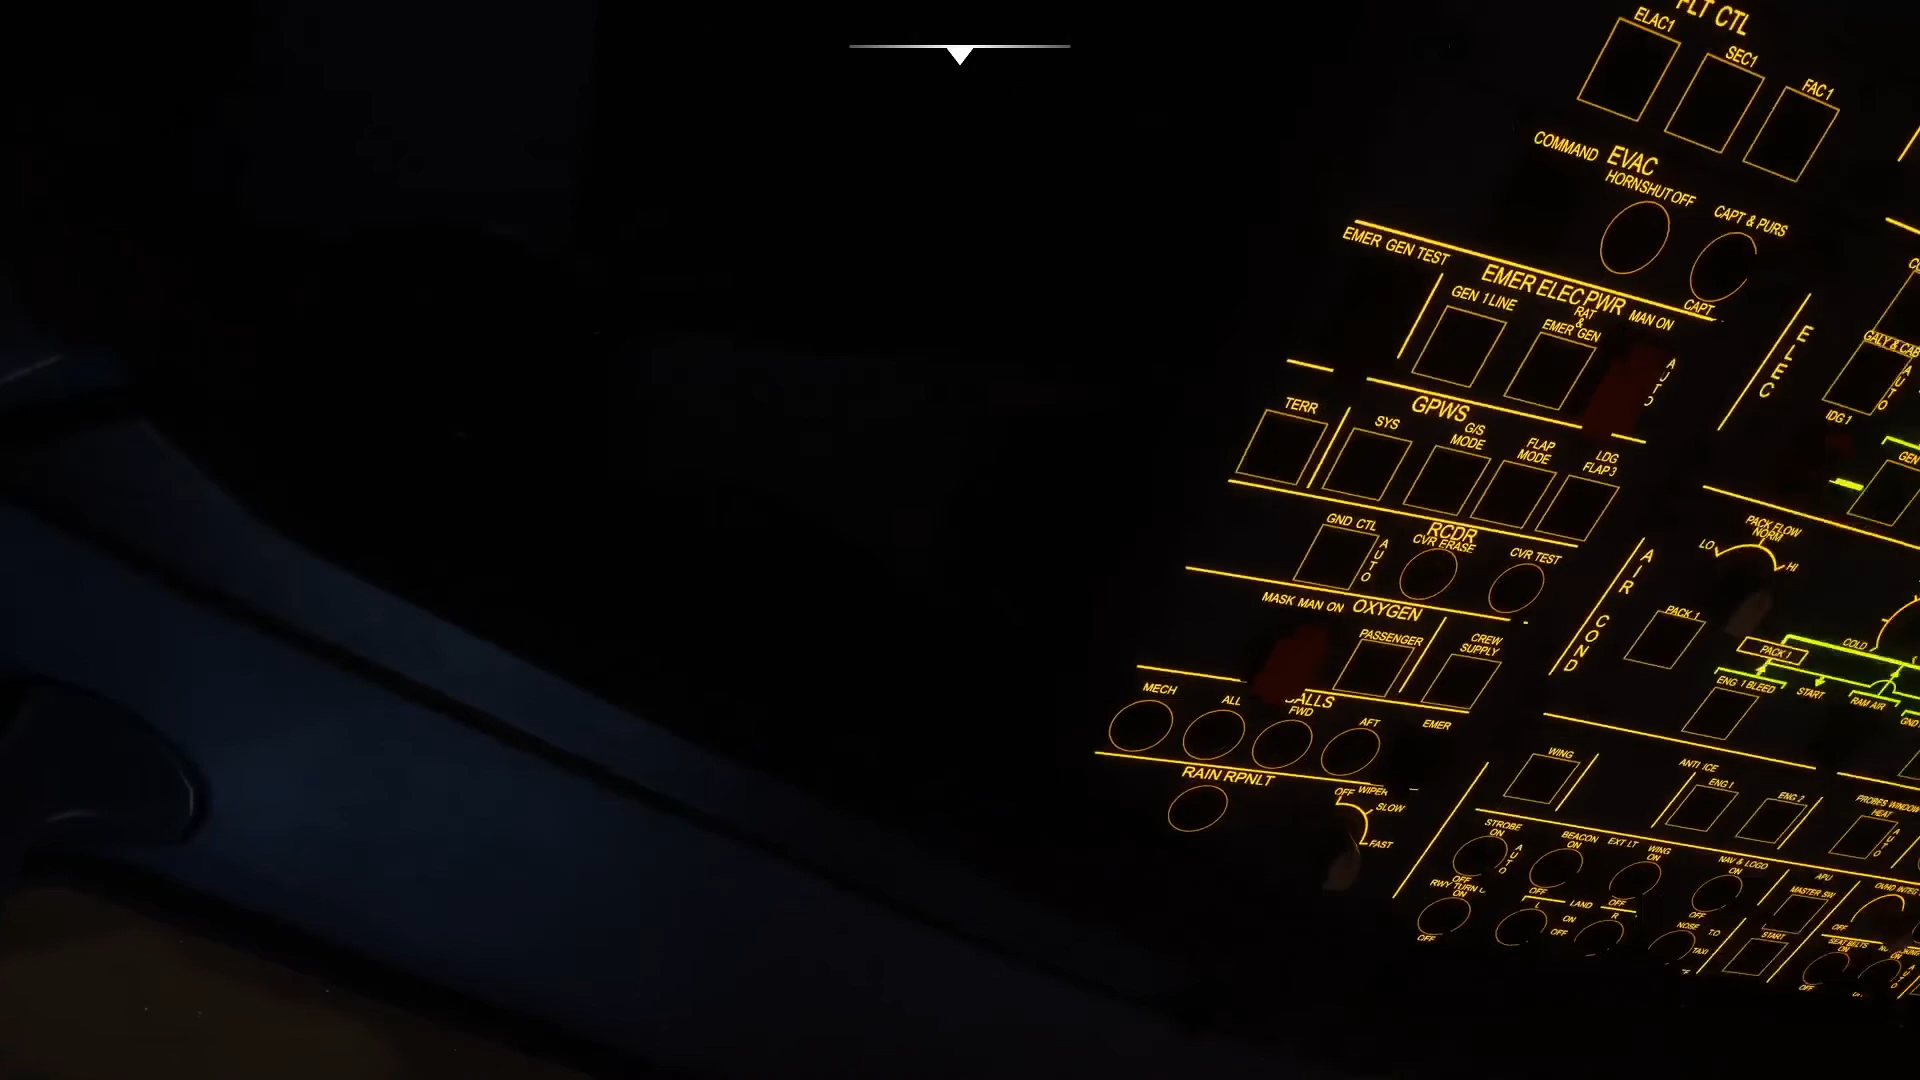 FLT CTL
ELAC1
SEC1
FAC1
COMMAND EVAC
HORN SHUT OFF
CAPT & PURS
CAPT
EMER GEN TEST
EMER ELEC PWR
GEN 1 LINE
RAT
&
EMER GEN
MAN ON
AUTO
GPWS
TERR
SYS
G/S
MODE
FLAP
MODE
LDG
FLAP 3
RCDR
GND CTL
AUTO
CVR ERASE
CVR TEST
MASK MAN ON OXYGEN
PASSENGER
CREW
SUPPLY
MECH
ALL
FWD
AFT
EMER
RAIN RPNLT
OFF WIPER
SLOW
FAST
ELEC
GALY & CAB
AUTO
IDG 1
GEN
AIR COND
PACK FLOW
NORM
LO
HI
PACK 1
PACK 1
COLD
ENG 1 BLEED
START
RAM AIR
GND
WING
ANTI ICE
ENG 1
ENG 2
PROBES WINDOW
HEAT
AUTO
STROBE
ON
AUTO
OFF
BEACON
ON
OFF
EXT LT
WING
ON
OFF
NAV & LOGO
ON
OFF
APU
MASTER SW
START
RWY TURN
ON
OFF
L
LAND
R
ON
OFF
NOSE
TO
TAXI
OVHD INTEG
OFF
SEAT BELTS
ON
OFF